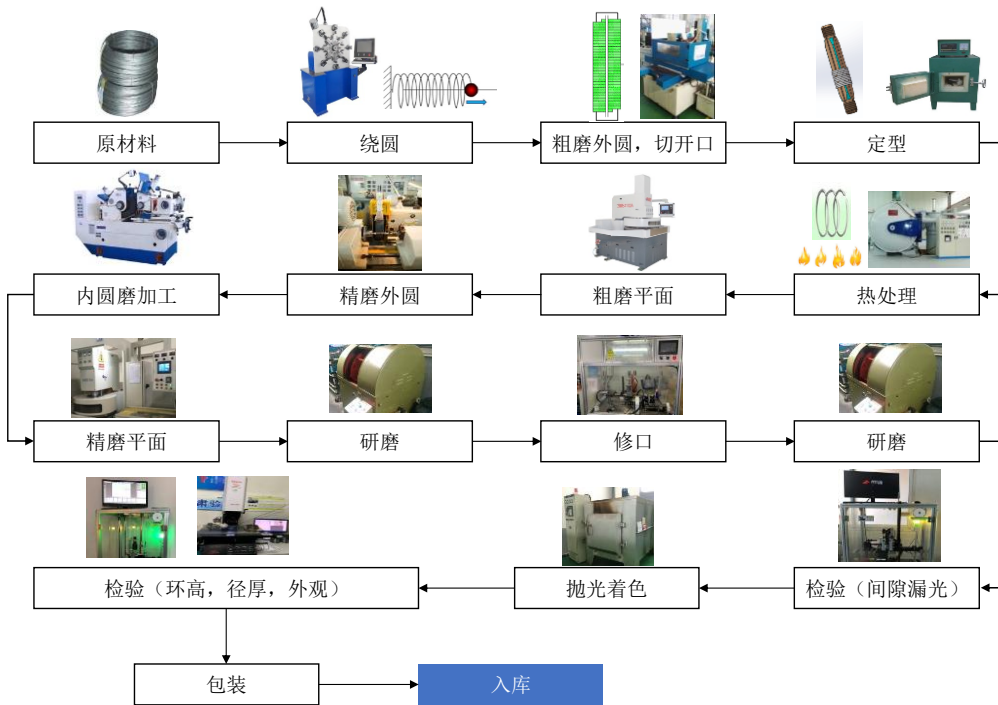 原材料
绕圆
粗磨外圆，切开口
定型
热处理
粗磨平面
精磨外圆
内圆磨加工
精磨平面
研磨
修口
研磨
检验（间隙漏光）
抛光着色
检验（环高，径厚，外观）
包装
入库